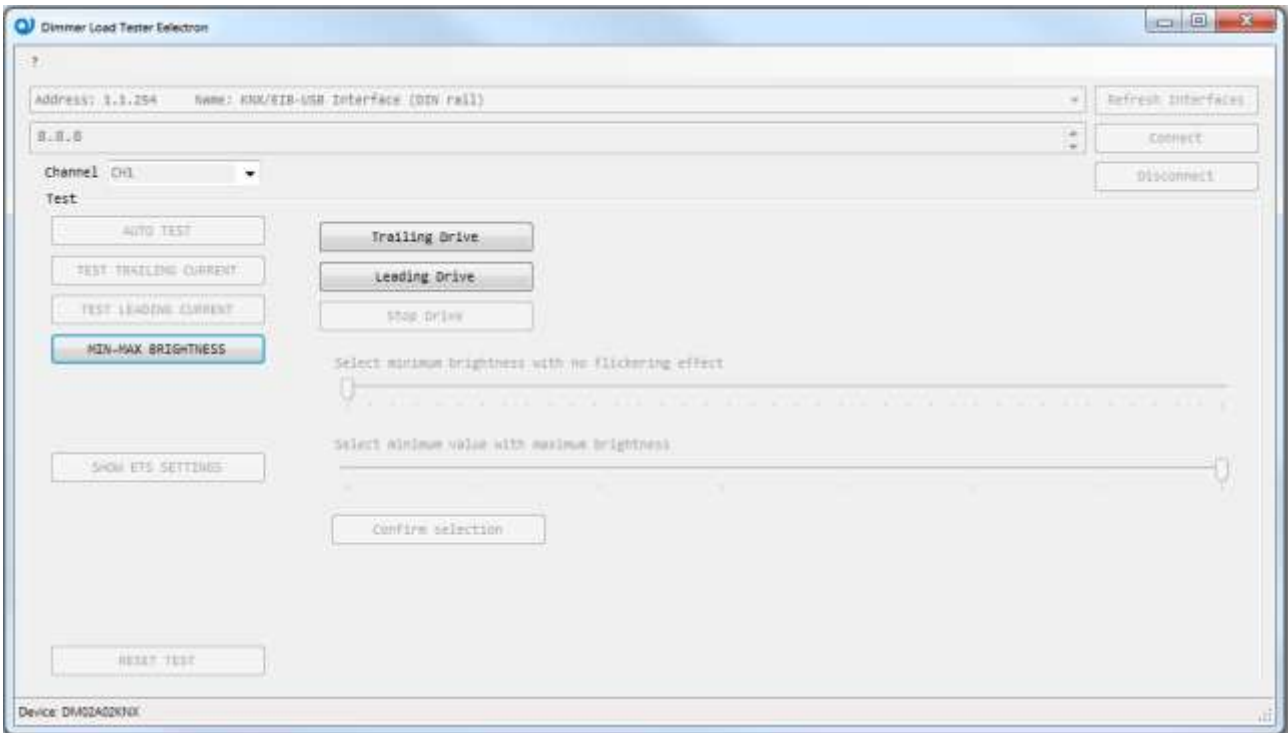 Dimmer Load Tester Eelectron
?
Address: 1.1.254 Name: KNX/EIB-USB Interface (DIN rail)
Refresh Interfaces
8.8.8
Connect
Channel CH1
Disconnect
Test
AUTO TEST
Trailing Drive
TEST TRAILING CURRENT
Leading Drive
TEST LEADING CURRENT
Stop Drive
MIN-MAX BRIGHTNESS
Select minimum brightness with no flickering effect
Select minimum value with maximum brightness
SHOW ETS SETTINGS
Confirm selection
RESET TEST
Device: DM02A02KNX